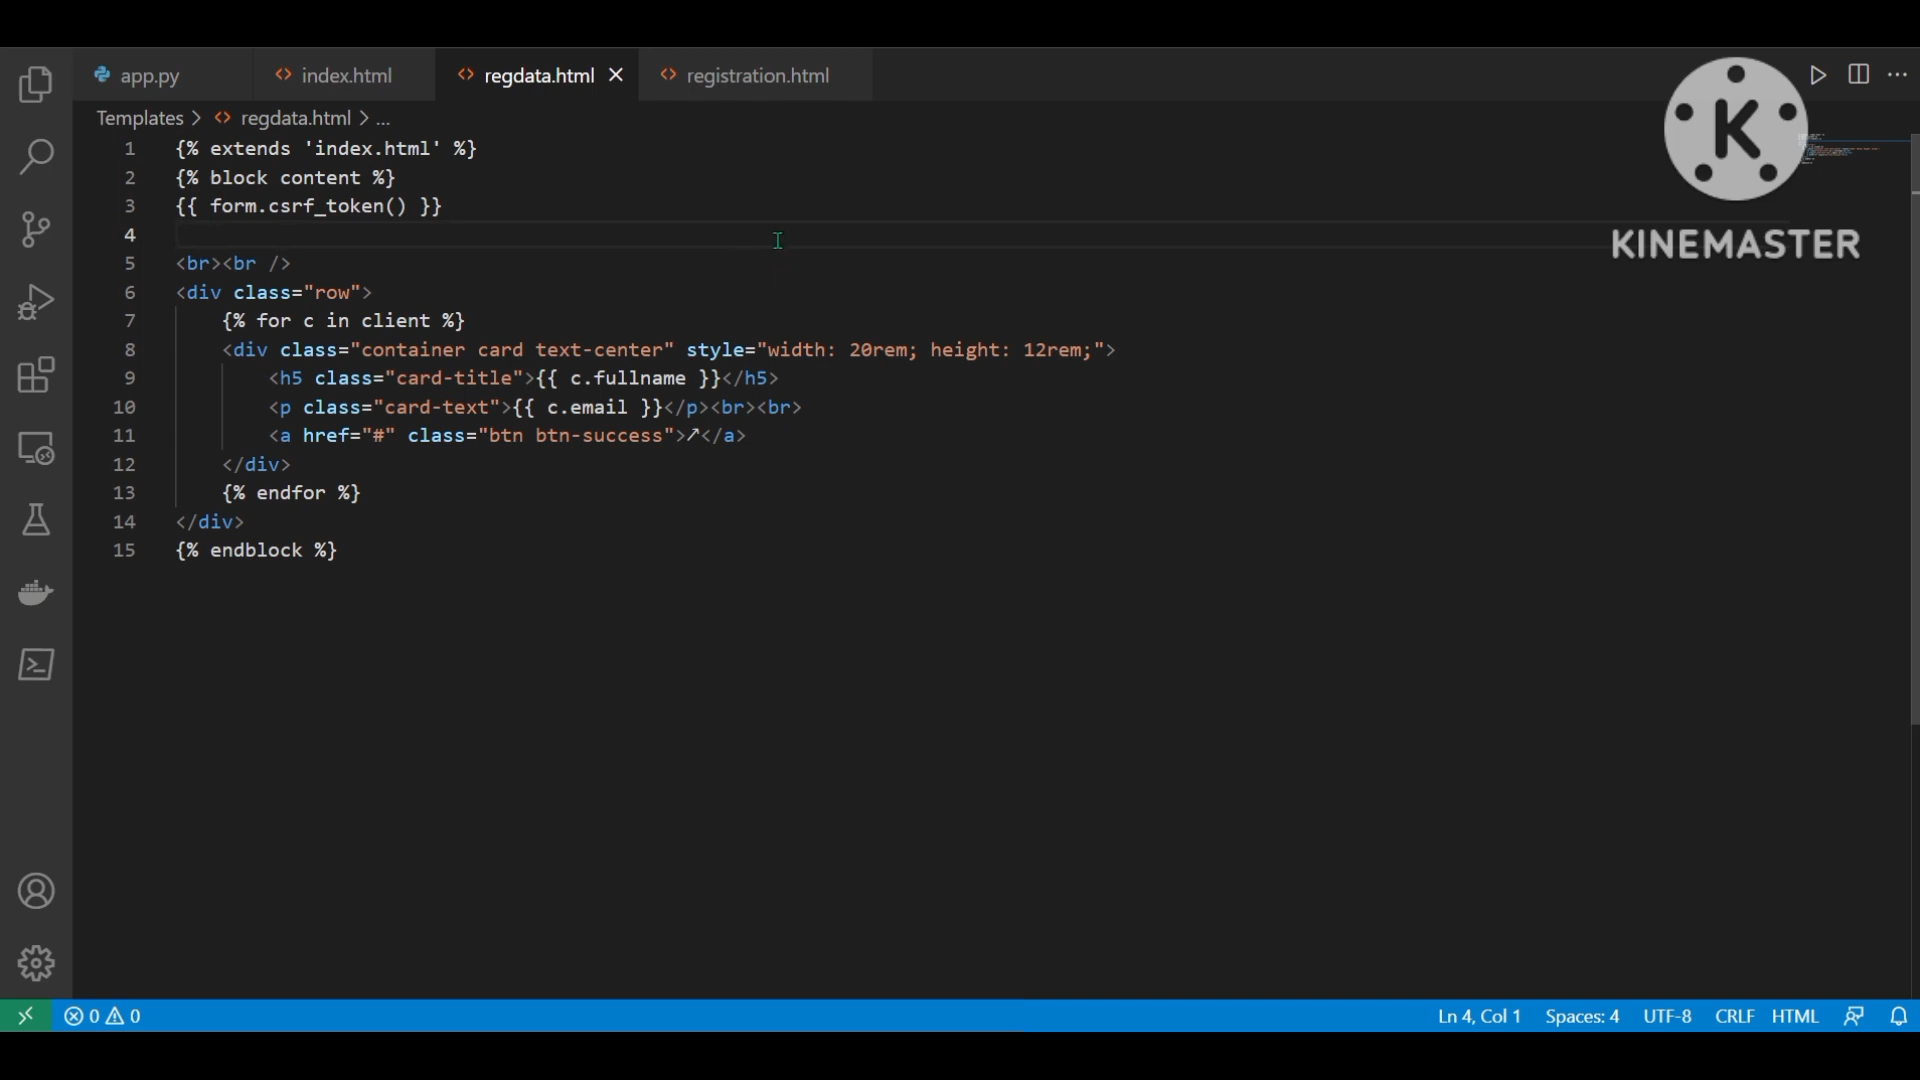 app.py index.html regdata.html registration.html
K
KINEMASTER
Templates > regdata.html > ...
1 {% extends 'index.html' %}
2 {% block content %}
3 {{ form.csrf_token() }}
4
5 <br><br />
6 <div class="row">
7 {% for c in client %}
8 <div class="container card text-center" style="width: 20rem; height: 12rem;">
9 <h5 class="card-title">{{ c.fullname }}</h5>
10 <p class="card-text">{{ c.email }}</p><br><br>
11 <a href="#" class="btn btn-success">↗</a>
12 </div>
13 {% endfor %}
14 </div>
15 {% endblock %}
0 0 Ln 4, Col 1 Spaces: 4 UTF-8 CRLF HTML